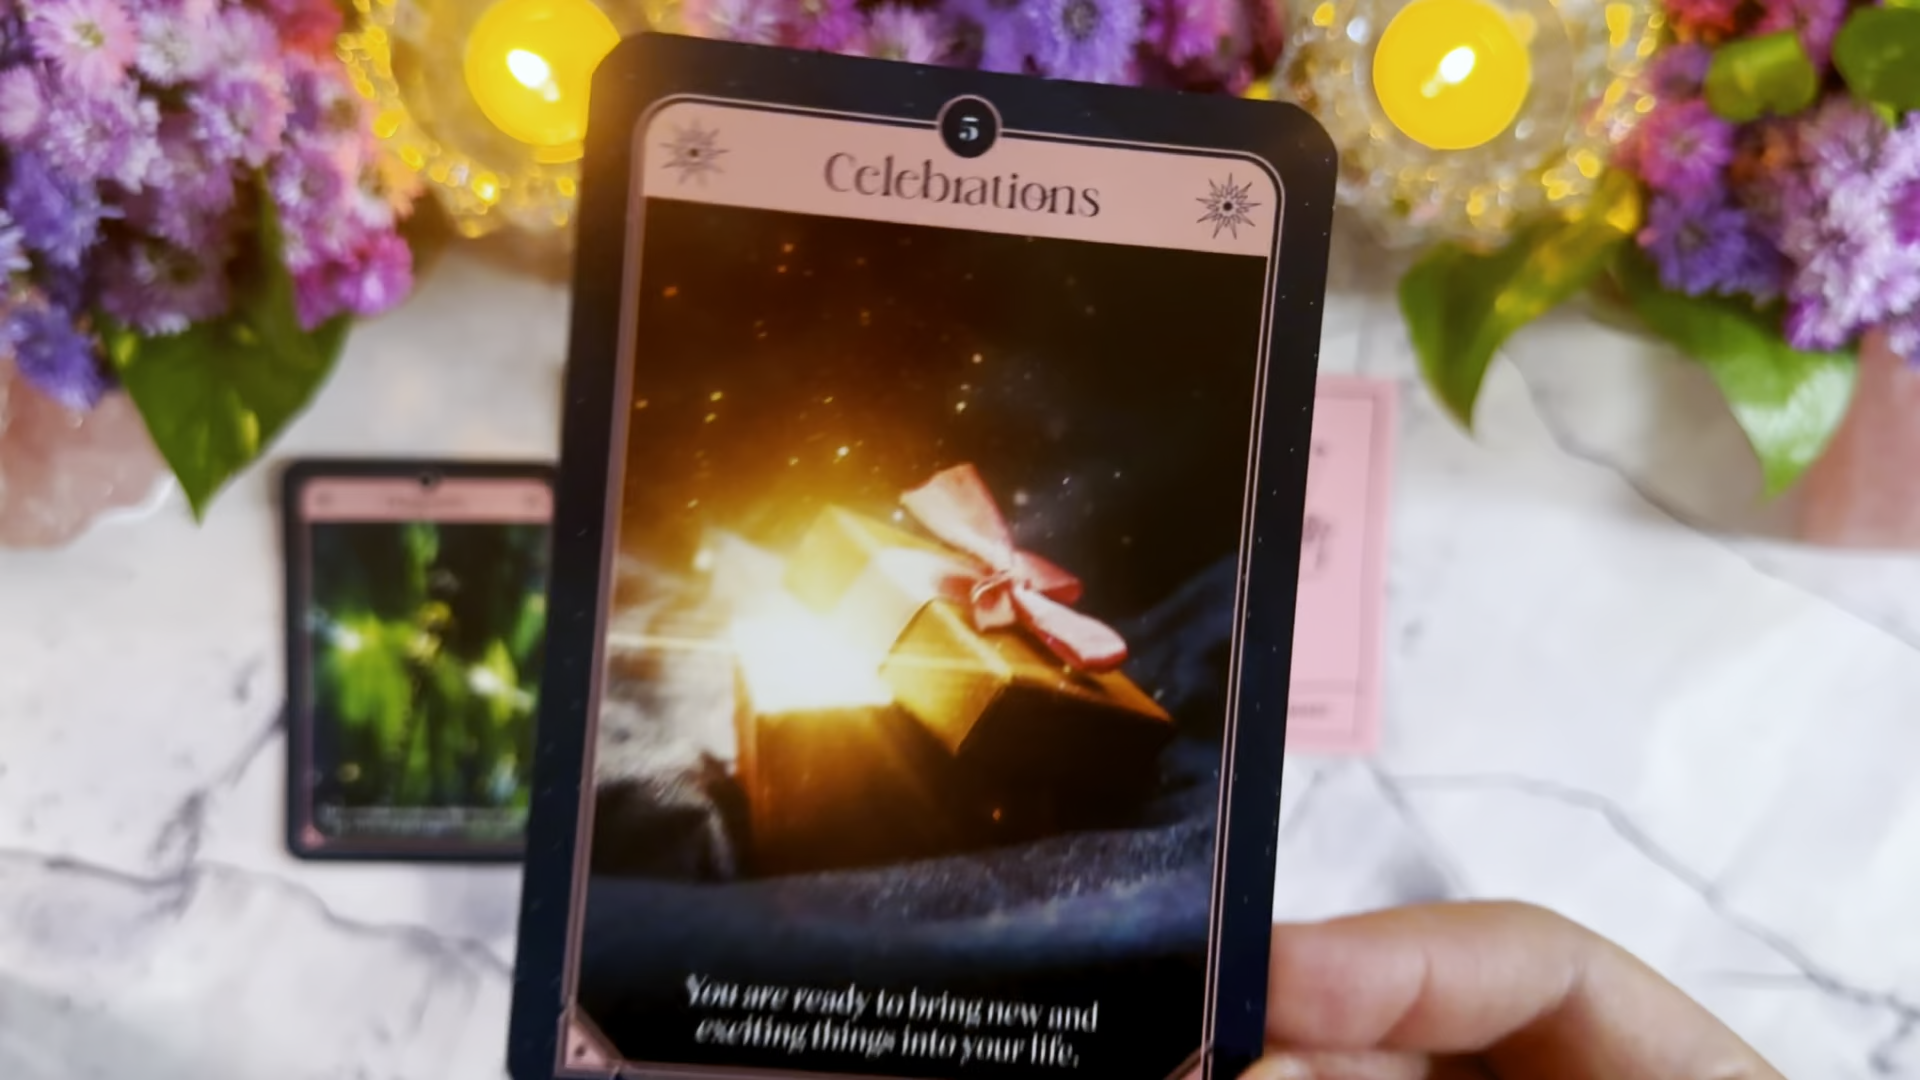 5
Celebrations
You are ready to bring new and
exciting things into your life.